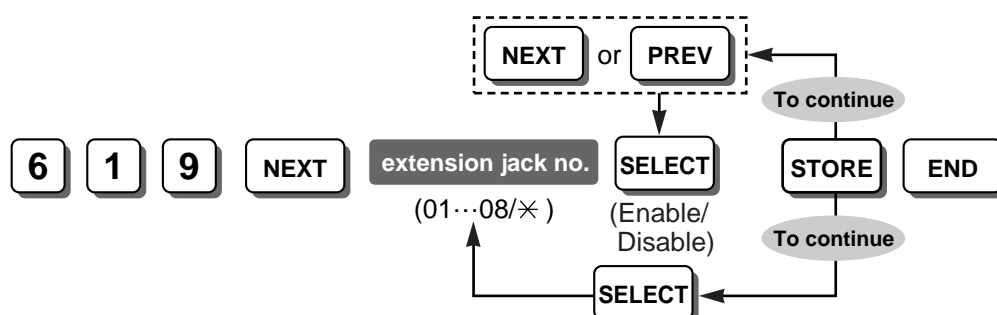 NEXT or PREV
To continue
6 1 9 NEXT extension jack no. SELECT STORE END
(01···08/✳)
(Enable/
Disable)
To continue
SELECT